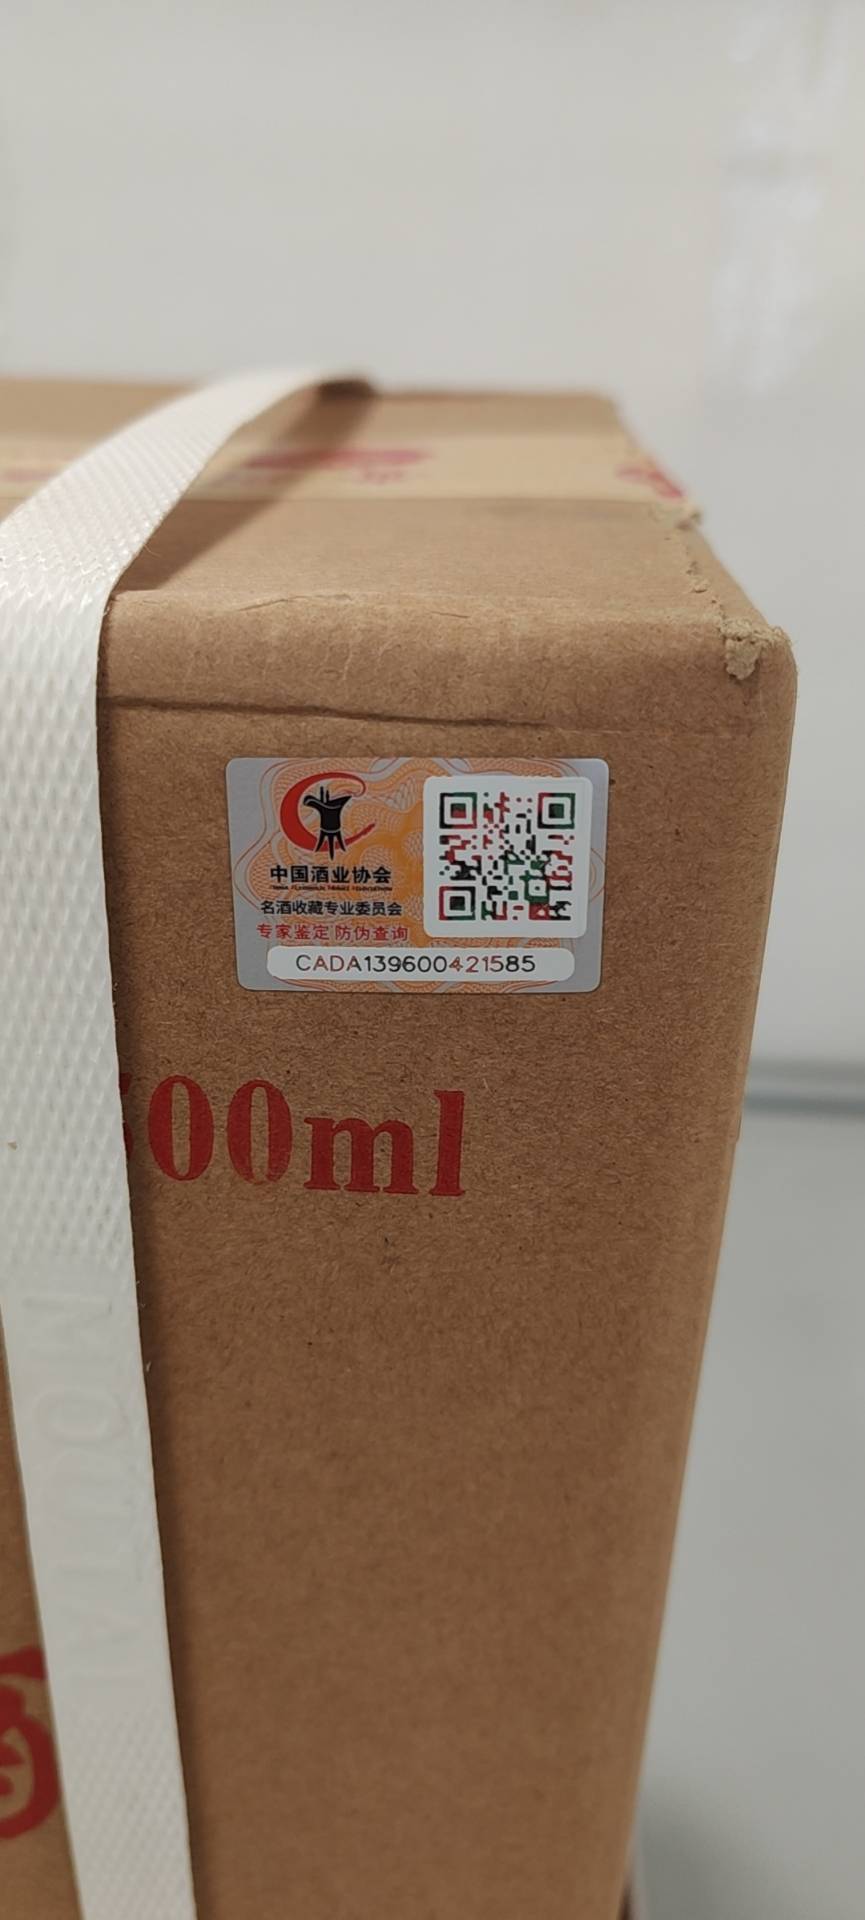 中国酒业协会
名酒收藏专业委员会
专家鉴定 防伪查询
CADA139600421585
500ml
MOUTAI